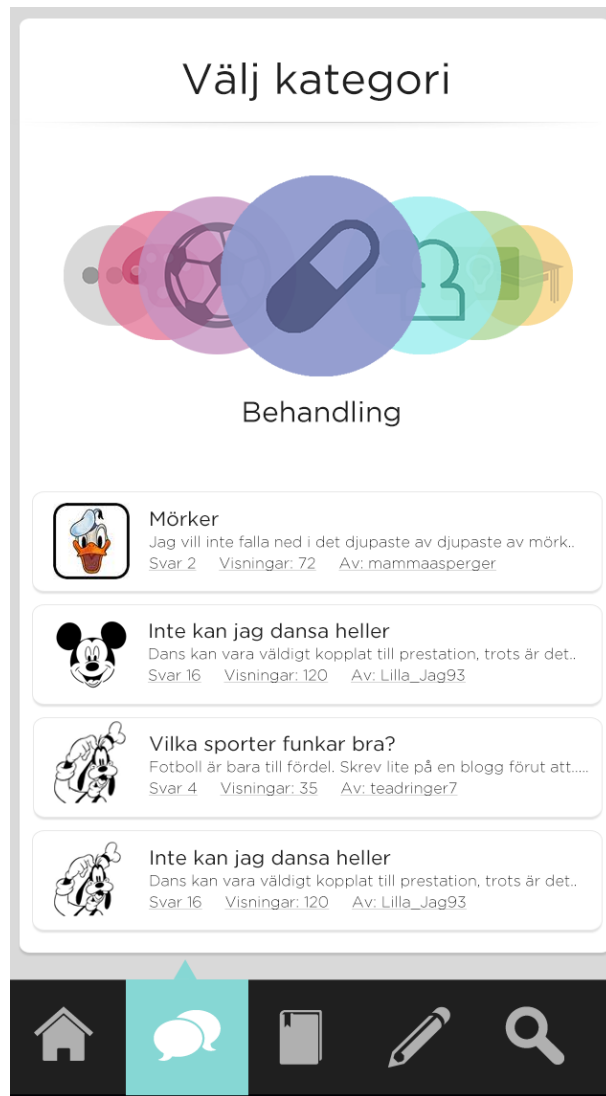 Välj kategori
Behandling
Mörker
Jag vill inte falla ned i det djupaste av djupaste av mörk..
Svar 2 Visningar: 72 Av: mammaasperger
Inte kan jag dansa heller
Dans kan vara väldigt kopplat till prestation, trots är det..
Svar 16 Visningar: 120 Av: Lilla_Jag93
Vilka sporter funkar bra?
Fotboll är bara till fördel. Skrev lite på en blogg förut att.....
Svar 4 Visningar: 35 Av: teadringer7
Inte kan jag dansa heller
Dans kan vara väldigt kopplat till prestation, trots är det..
Svar 16 Visningar: 120 Av: Lilla_Jag93